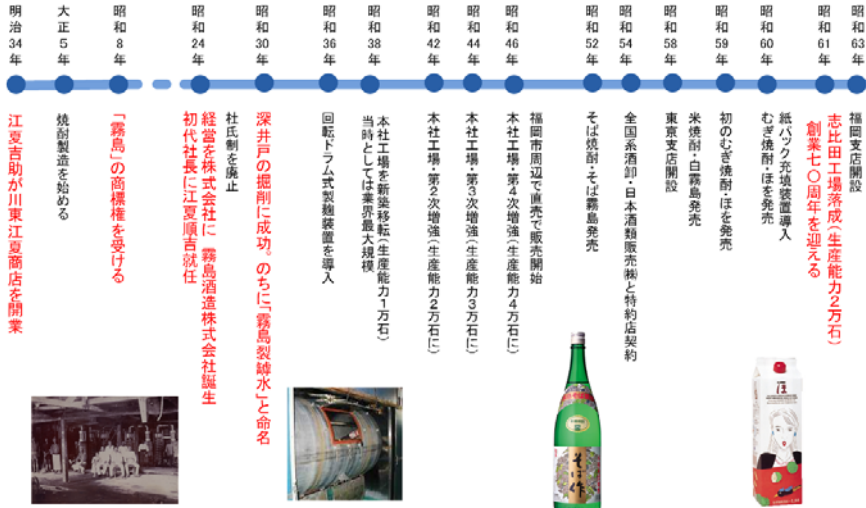 明治34年
江夏吉助が川東江夏商店を開業
大正5年
焼酎製造を始める
昭和8年
「霧島」の商標権を受ける
昭和24年
経営を株式会社に 霧島酒造株式会社誕生
初代社長に江夏順吉就任
昭和30年
杜氏制を廃止
深井戸の掘削に成功。のちに「霧島裂罅水」と命名
昭和36年
回転ドラム式製麹装置を導入
昭和38年
本社工場を新築移転(生産能力1万石)
当時としては業界最大規模
昭和42年
本社工場・第2次増強(生産能力2万石に)
昭和44年
本社工場・第3次増強(生産能力3万石に)
昭和46年
福岡市周辺で直売で販売開始
本社工場・第4次増強(生産能力4万石に)
昭和52年
そば焼酎・そば霧島発売
昭和54年
全国系酒卸・日本酒類販売㈱と特約店契約
昭和58年
米焼酎・白霧島発売
東京支店開設
昭和59年
初のむぎ焼酎・ほを発売
昭和60年
紙パック充填装置導入
むぎ焼酎・ほを発売
昭和61年
志比田工場落成(生産能力2万石)
創業七〇周年を迎える
昭和63年
福岡支店開設
そば作
ほ